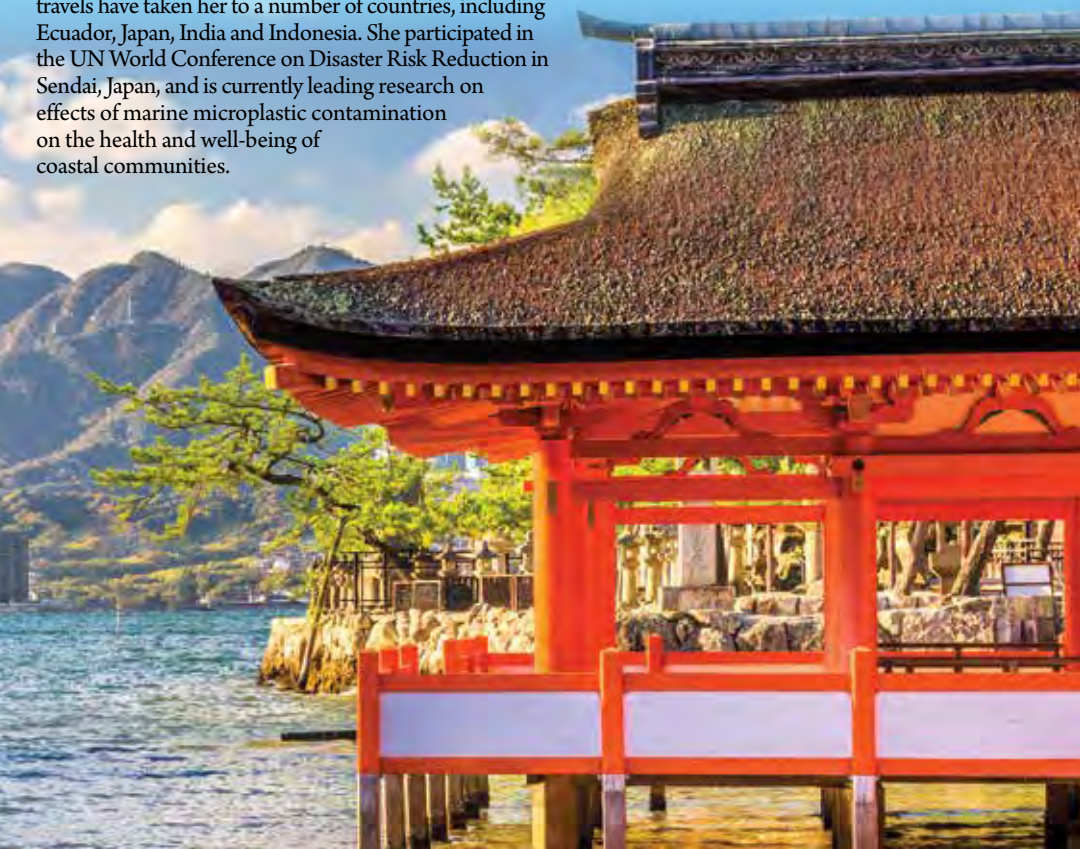 travels have taken her to a number of countries, including
Ecuador, Japan, India and Indonesia. She participated in
the UN World Conference on Disaster Risk Reduction in
Sendai, Japan, and is currently leading research on
effects of marine microplastic contamination
on the health and well-being of
coastal communities.